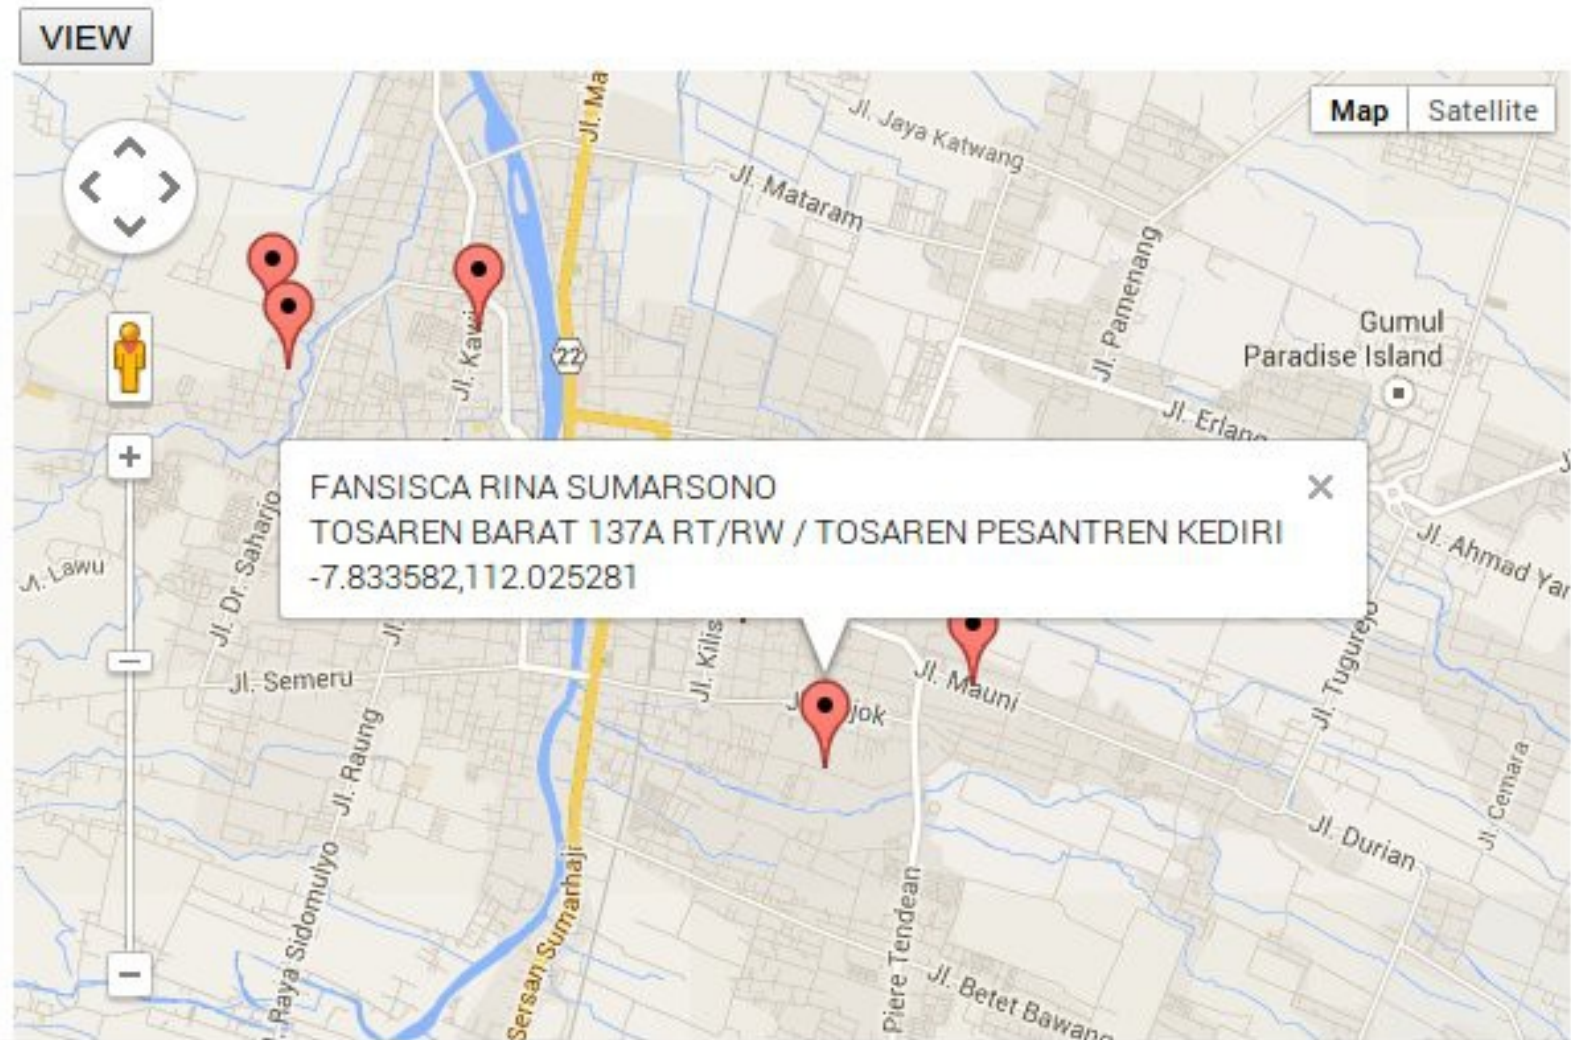 VIEW
Jl. Ma
Map
Satellite
Jl. Jaya Katwang
Jl. Mataram
Jl. Pamenang
Jl. Kawi
22
Gumul
Paradise Island
Jl. Erlang
FANSISCA RINA SUMARSONO
TOSAREN BARAT 137A RT/RW / TOSAREN PESANTREN KEDIRI
-7.833582,112.025281
Jl. Dr. Saharjo
Jl. Lawu
Jl. Ahmad Yar
Jl.
Jl. Kilis
Jl. Semeru
Jl. Mauni
Jl. Tugurejo
jok
Jl. Raung
Jl. Cemara
Jl. Durian
Raya Sidomulyo
Sersan Sumarhaji
Piere Tendean
Jl. Betet Bawang